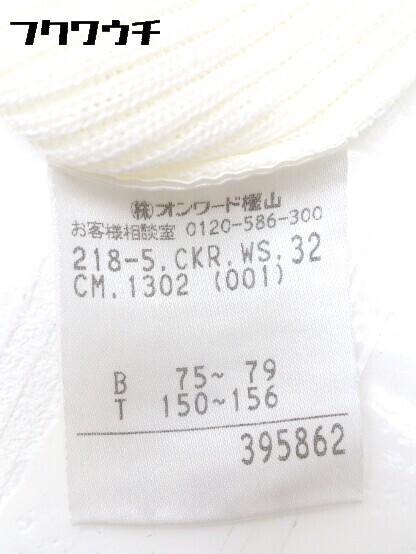 フクワウチ
㈱オンワード樫山
お客様相談室 0120-586-300
218-5.CKR.WS.32
CM.1302 (001)
B 75~ 79
T 150~156
395862